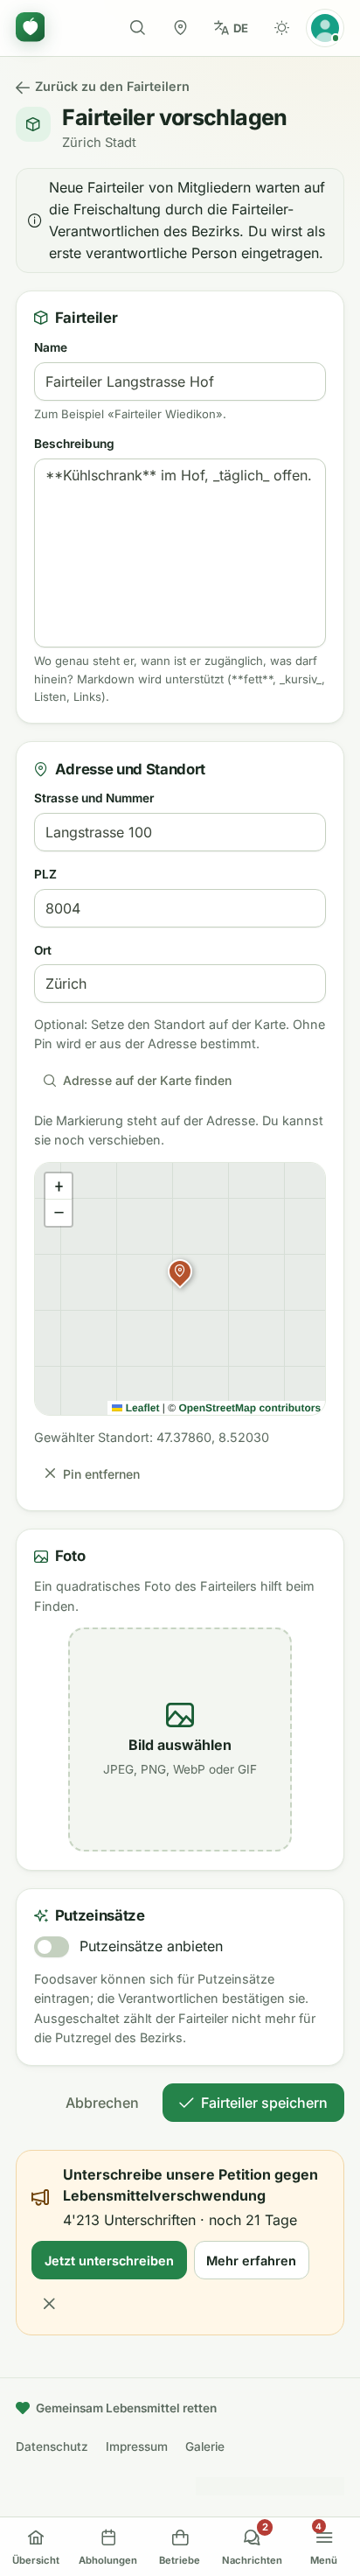 DE
Zurück zu den Fairteilern
Fairteiler vorschlagen
Zürich Stadt
Neue Fairteiler von Mitgliedern warten auf
die Freischaltung durch die Fairteiler-
Verantwortlichen des Bezirks. Du wirst als
erste verantwortliche Person eingetragen.
Fairteiler
Name
Fairteiler Langstrasse Hof
Zum Beispiel «Fairteiler Wiedikon».
Beschreibung
**Kühlschrank** im Hof, _täglich_ offen.
Wo genau steht er, wann ist er zugänglich, was darf
hinein? Markdown wird unterstützt (**fett**, _kursiv_,
Listen, Links).
Adresse und Standort
Strasse und Nummer
Langstrasse 100
PLZ
8004
Ort
Zürich
Optional: Setze den Standort auf der Karte. Ohne
Pin wird er aus der Adresse bestimmt.
Adresse auf der Karte finden
Die Markierung steht auf der Adresse. Du kannst
sie noch verschieben.
+
−
Leaflet | © OpenStreetMap contributors
Gewählter Standort: 47.37860, 8.52030
Pin entfernen
Foto
Ein quadratisches Foto des Fairteilers hilft beim
Finden.
Bild auswählen
JPEG, PNG, WebP oder GIF
Putzeinsätze
Putzeinsätze anbieten
Foodsaver können sich für Putzeinsätze
eintragen; die Verantwortlichen bestätigen sie.
Ausgeschaltet zählt der Fairteiler nicht mehr für
die Putzregel des Bezirks.
Abbrechen
Fairteiler speichern
Unterschreibe unsere Petition gegen
Lebensmittelverschwendung
4'213 Unterschriften · noch 21 Tage
Jetzt unterschreiben
Mehr erfahren
Gemeinsam Lebensmittel retten
Datenschutz Impressum Galerie
2
4
Übersicht Abholungen Betriebe Nachrichten Menü